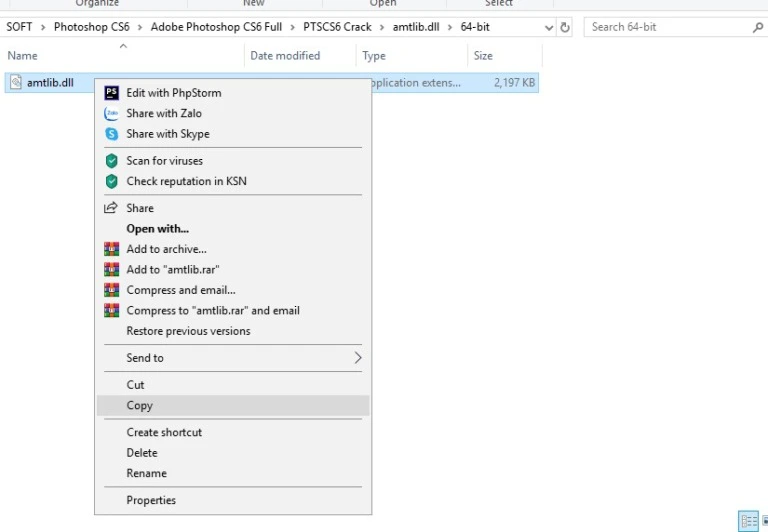 Organize New Open Select
SOFT > Photoshop CS6 > Adobe Photoshop CS6 Full > PTSCS6 Crack > amtlib.dll > 64-bit Search 64-bit
Name Date modified Type Size
amtlib.dll pplication extens... 2,197 KB
PS Edit with PhpStorm
Zalo Share with Zalo
S Share with Skype
Scan for viruses
Check reputation in KSN
Share
Open with...
Add to archive...
Add to "amtlib.rar"
Compress and email...
Compress to "amtlib.rar" and email
Restore previous versions
Send to
Cut
Copy
Create shortcut
Delete
Rename
Properties